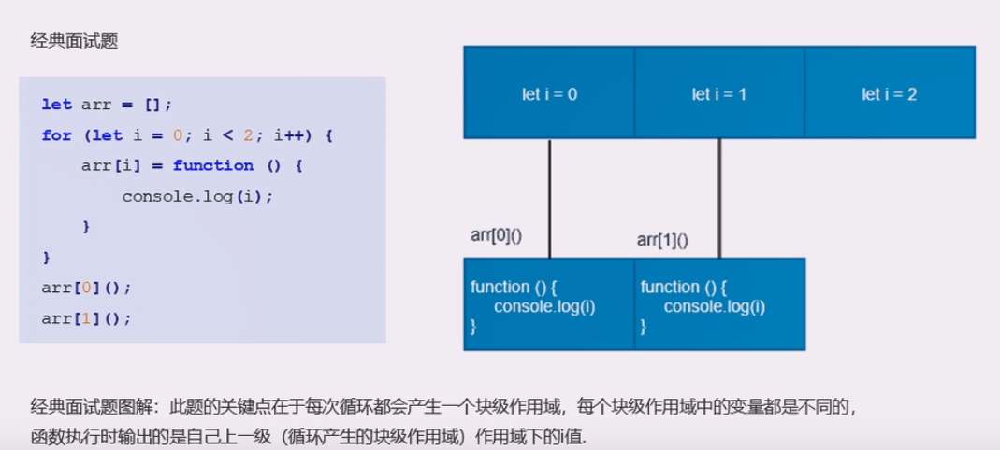 经典面试题
let arr = [];
for (let i = 0; i < 2; i++) {
    arr[i] = function () {
        console.log(i);
    }
}
arr[0]();
arr[1]();
let i = 0
let i = 1
let i = 2
arr[0]()
arr[1]()
function () {
    console.log(i)
}
function () {
    console.log(i)
}
经典面试题图解：此题的关键点在于每次循环都会产生一个块级作用域，每个块级作用域中的变量都是不同的，
函数执行时输出的是自己上一级（循环产生的块级作用域）作用域下的i值.